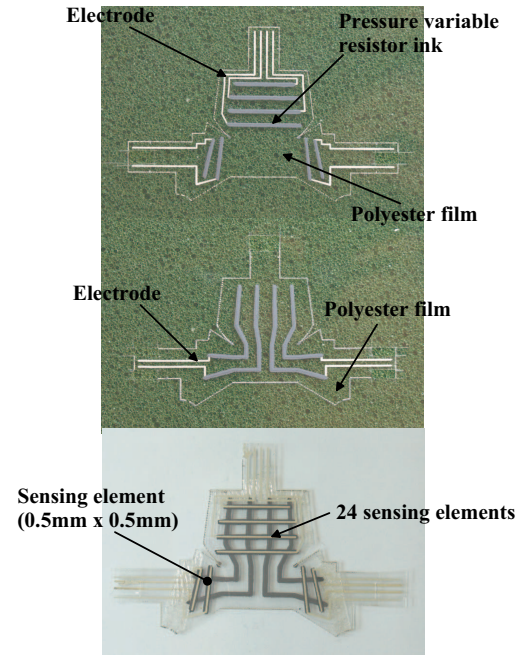 Electrode
Pressure variable
resistor ink
Polyester film
Electrode
Polyester film
Sensing element
(0.5mm x 0.5mm)
24 sensing elements